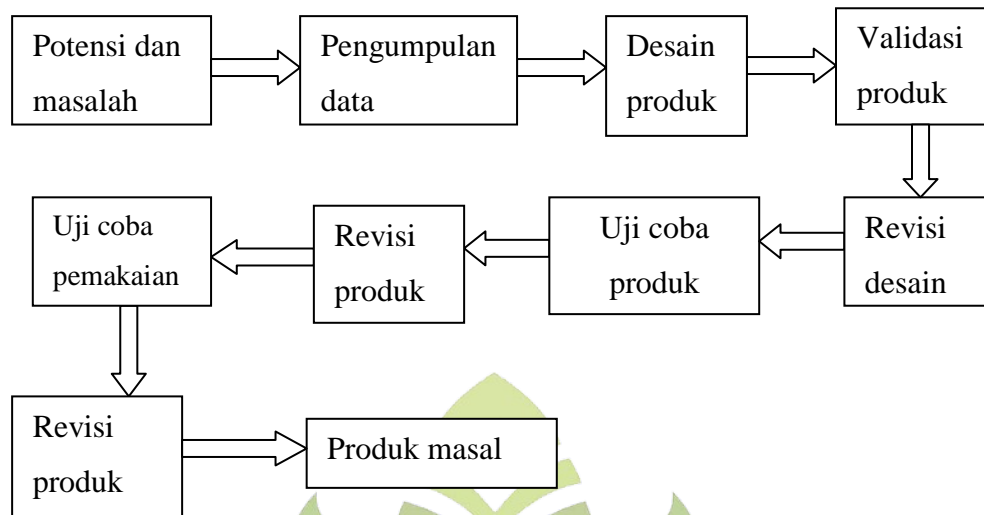 Potensi dan
masalah
Pengumpulan
data
Desain
produk
Validasi
produk
Revisi
desain
Uji coba
produk
Revisi
produk
Uji coba
pemakaian
Revisi
produk
Produk masal